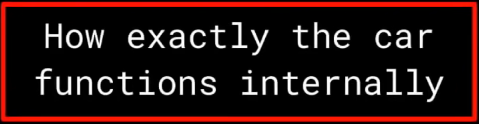 How exactly the car
functions internally